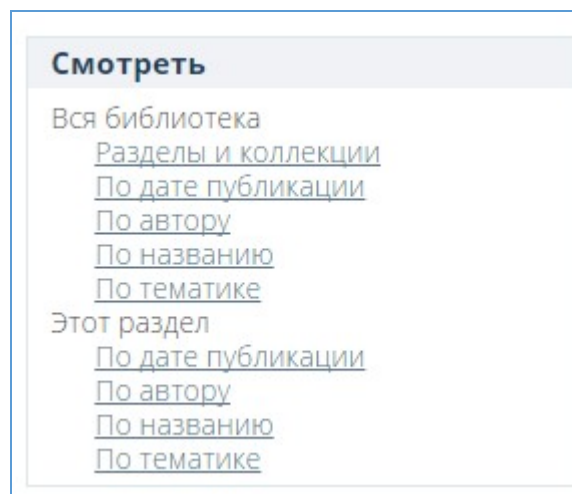 Смотреть
Вся библиотека
Разделы и коллекции
По дате публикации
По автору
По названию
По тематике
Этот раздел
По дате публикации
По автору
По названию
По тематике